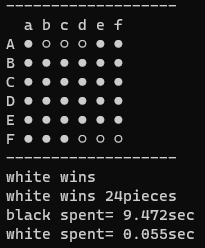 -------------------
a b c d e f
A ● ○ ○ ○ ● ●
B ● ● ● ● ● ●
C ● ● ● ● ● ●
D ● ● ● ● ● ●
E ● ● ● ● ● ●
F ● ● ● ○ ○ ○
-------------------
white wins
white wins 24pieces
black spent= 9.472sec
white spent= 0.055sec